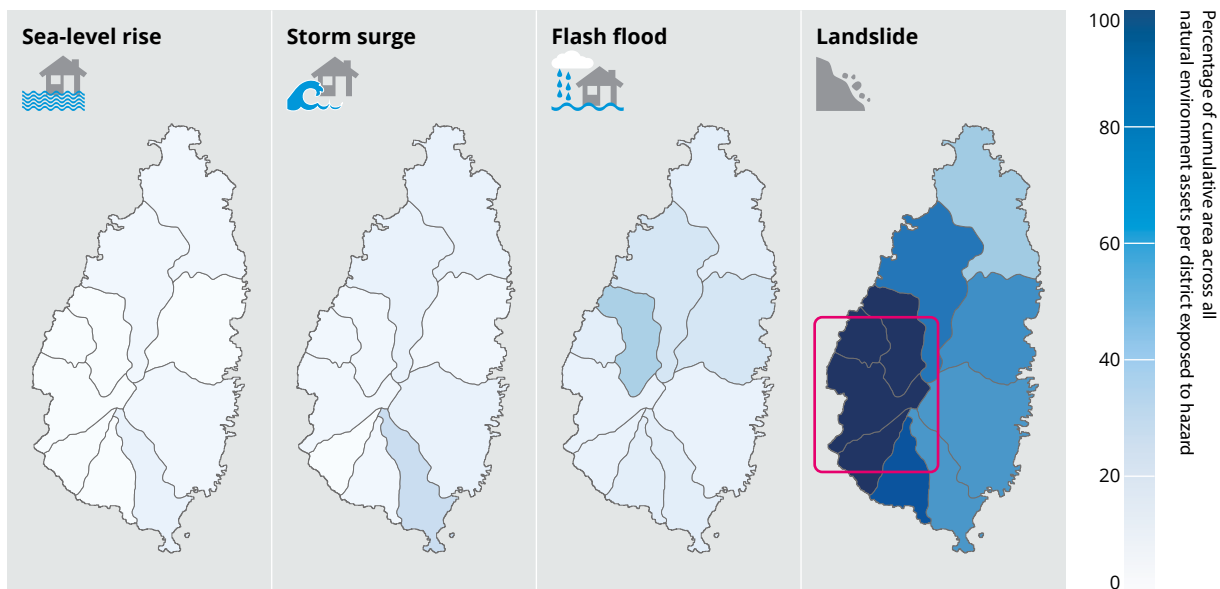 Sea-level rise
Storm surge
Flash flood
Landslide
100
80
60
40
20
0
Percentage of cumulative area across all
natural environment assets per district exposed to hazard